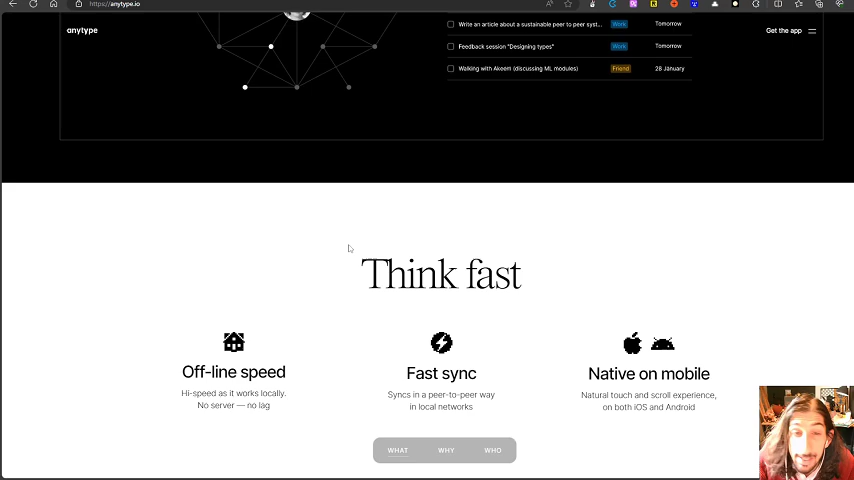 https://anytype.io
anytype
Get the app
Write an article about a sustainable peer to peer syst...
Work
Tomorrow
Feedback session "Designing types"
Work
Tomorrow
Walking with Akeem (discussing ML modules)
Friend
28 January
Think fast
Off-line speed
Hi-speed as it works locally.
No server — no lag
Fast sync
Syncs in a peer-to-peer way
in local networks
Native on mobile
Natural touch and scroll experience,
on both iOS and Android
WHAT
WHY
WHO